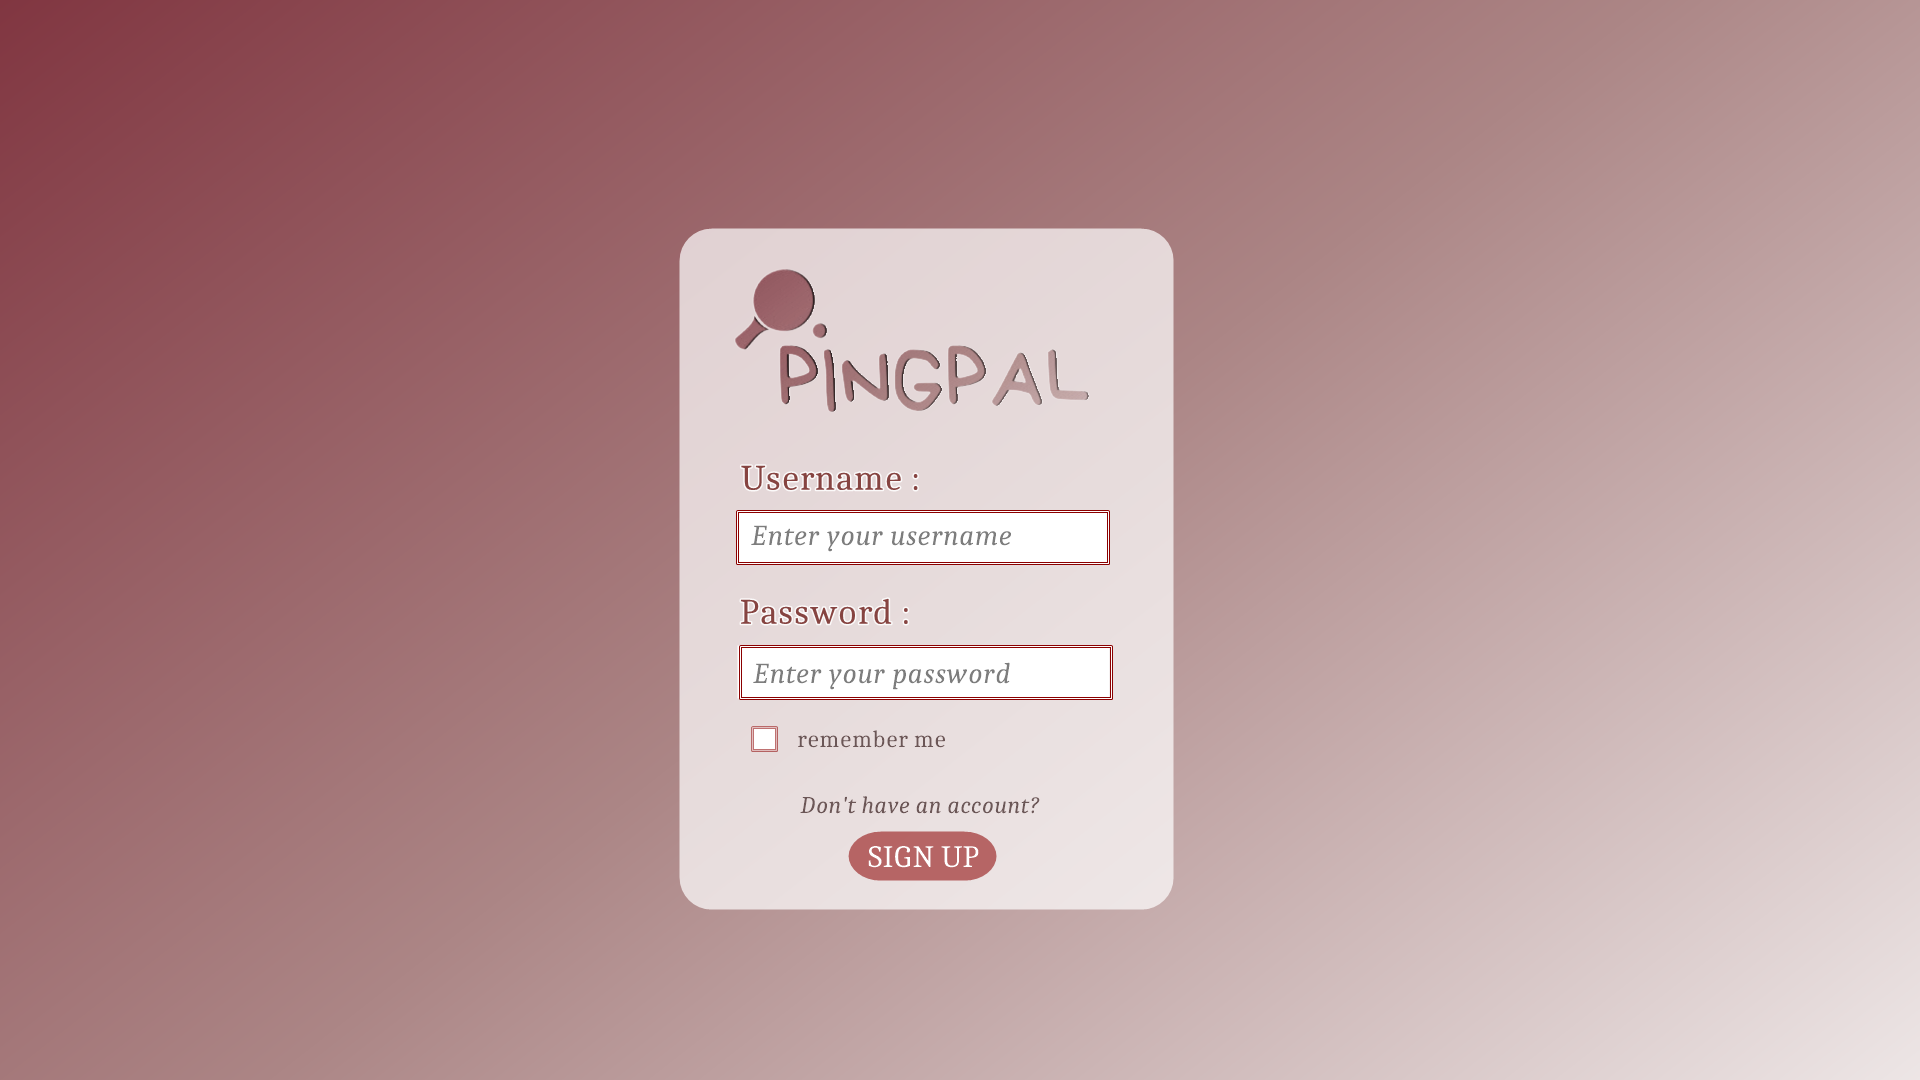 PINGPAL
Username :
Enter your username
Password :
Enter your password
remember me
Don't have an account?
SIGN UP